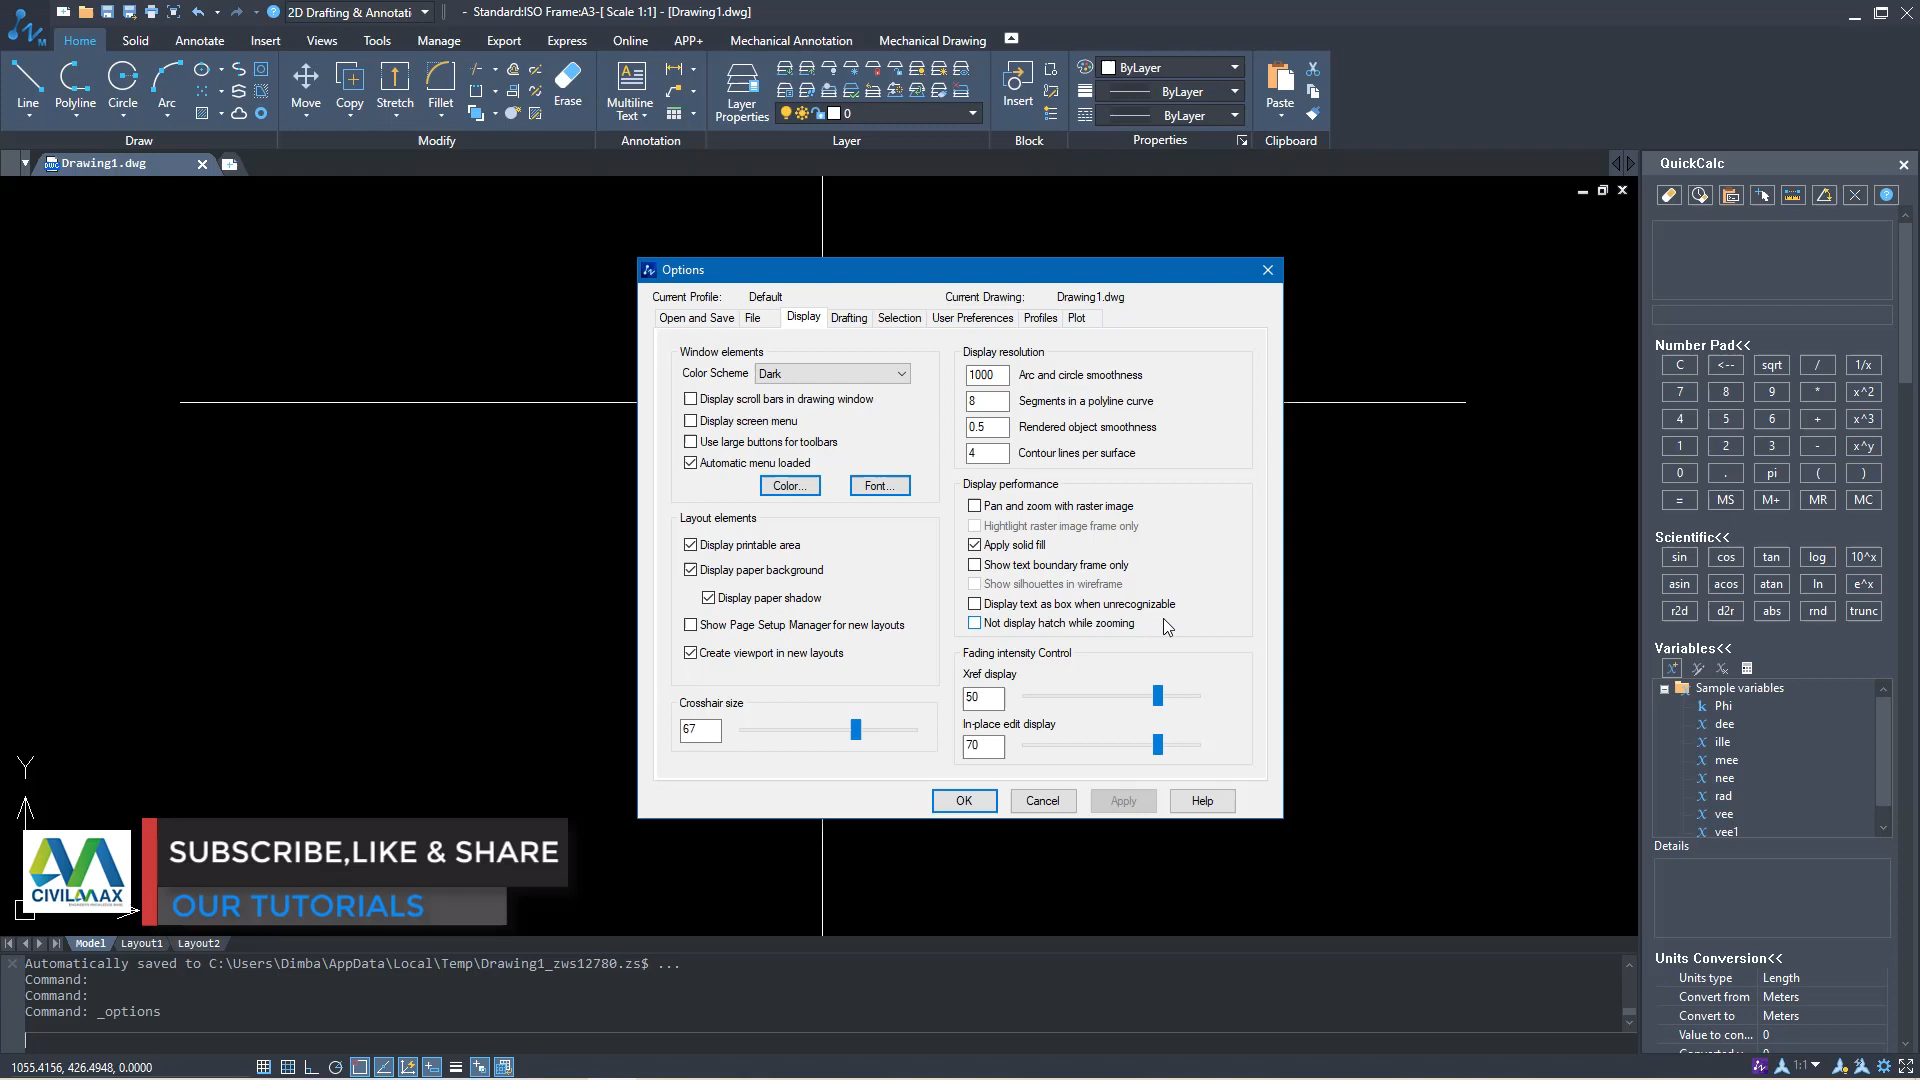 2D Drafting & Annotati
- Standard:ISO Frame:A3-[ Scale 1:1] - [Drawing1.dwg]
Home Solid Annotate Insert Views Tools Manage Export Express Online APP+ Mechanical Annotation Mechanical Drawing
Line Polyline Circle Arc
Move Copy Stretch Fillet Erase
Multiline Text
Layer Properties
0
Insert
ByLayer
ByLayer
ByLayer
Paste
Draw Modify Annotation Layer Block Properties Clipboard
Drawing1.dwg
Options
Current Profile: Default Current Drawing: Drawing1.dwg
Open and Save File Display Drafting Selection User Preferences Profiles Plot
Window elements
Color Scheme Dark
Display scroll bars in drawing window
Display screen menu
Use large buttons for toolbars
Automatic menu loaded
Color... Font...
Layout elements
Display printable area
Display paper background
Display paper shadow
Show Page Setup Manager for new layouts
Create viewport in new layouts
Crosshair size
67
Display resolution
1000 Arc and circle smoothness
8 Segments in a polyline curve
0.5 Rendered object smoothness
4 Contour lines per surface
Display performance
Pan and zoom with raster image
Hightlight raster image frame only
Apply solid fill
Show text boundary frame only
Show silhouettes in wireframe
Display text as box when unrecognizable
Not display hatch while zooming
Fading intensity Control
Xref display
50
In-place edit display
70
OK Cancel Apply Help
QuickCalc
Number Pad<<
C <-- sqrt / 1/x
7 8 9 * x^2
4 5 6 + x^3
1 2 3 - x^y
0 . pi ( )
= MS M+ MR MC
Scientific<<
sin cos tan log 10^x
asin acos atan ln e^x
r2d d2r abs rnd trunc
Variables<<
Sample variables
k Phi
x dee
x ille
x mee
x nee
x rad
x vee
x vee1
Details
Units Conversion<<
Units type Length
Convert from Meters
Convert to Meters
Value to con... 0
Y
CIVILMAX
SUBSCRIBE,LIKE & SHARE
OUR TUTORIALS
Model Layout1 Layout2
Automatically saved to C:\Users\Dimba\AppData\Local\Temp\Drawing1_zws12780.zs$ ...
Command:
Command:
Command: _options
1055.4156, 426.4948, 0.0000
1:1